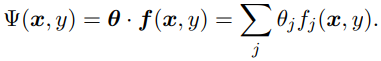 Ψ(x, y) = θ · f(x, y) = ∑_j θ_j f_j(x, y).